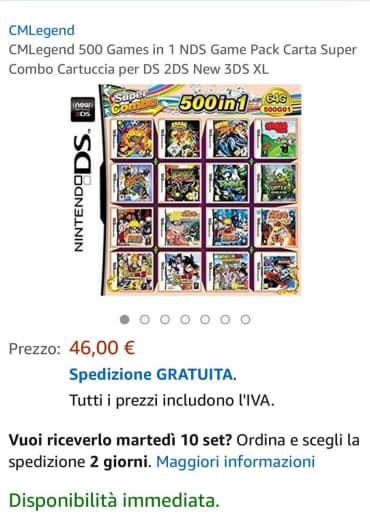 CMLegend
CMLegend 500 Games in 1 NDS Game Pack Carta Super
Combo Cartuccia per DS 2DS New 3DS XL
new
3DS
Super
Combo
500in1
64G
500G01
NINTENDO DS.
Prezzo: 46,00 €
Spedizione GRATUITA.
Tutti i prezzi includono l'IVA.
Vuoi riceverlo martedì 10 set? Ordina e scegli la
spedizione 2 giorni. Maggiori informazioni
Disponibilità immediata.